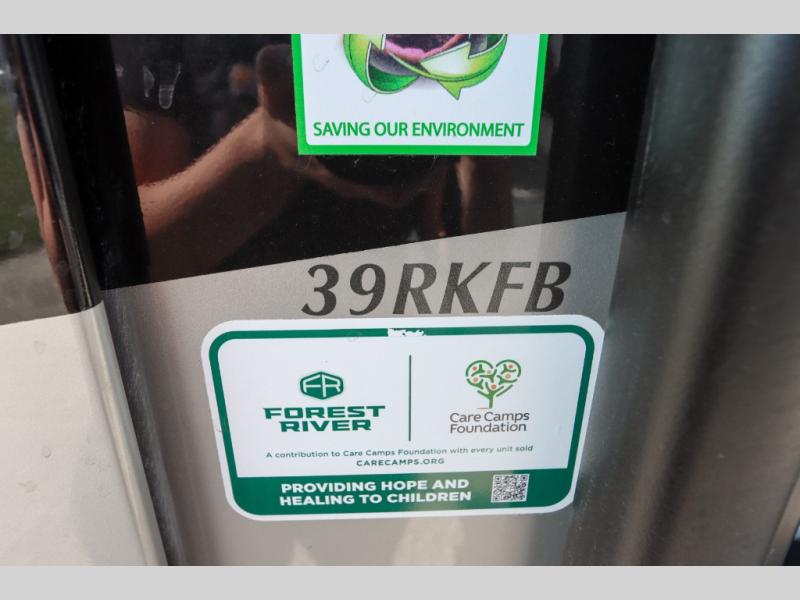 SAVING OUR ENVIRONMENT
39RKFB
FR
FOREST
RIVER
Care Camps
Foundation
A contribution to Care Camps Foundation with every unit sold
CARECAMPS.ORG
PROVIDING HOPE AND
HEALING TO CHILDREN